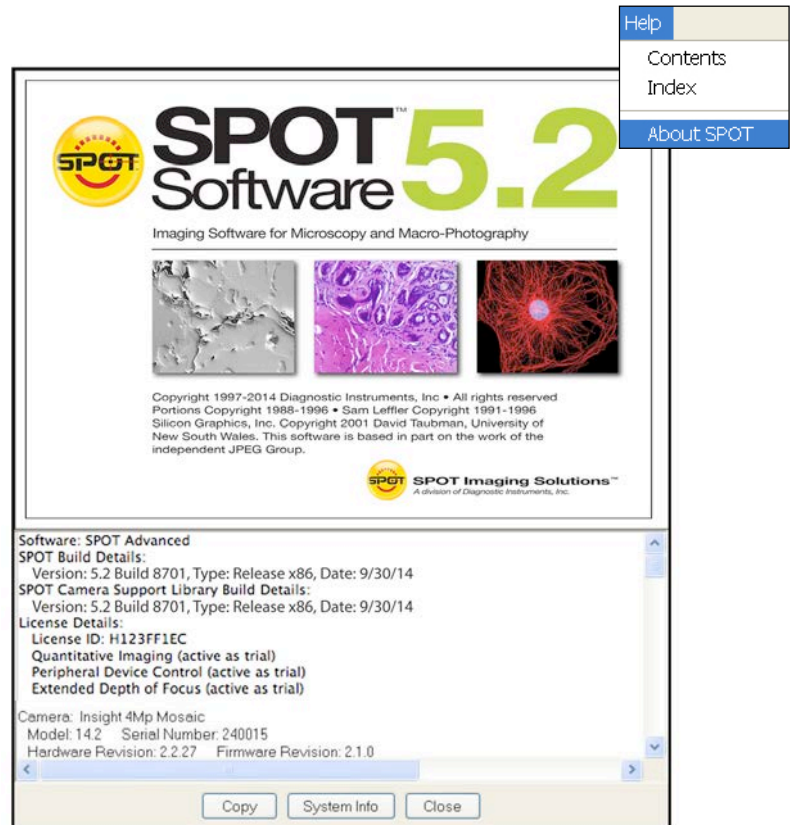 Help
Contents
Index
About SPOT
SPOT
SPOT™ 5.2
Software
Imaging Software for Microscopy and Macro-Photography
Copyright 1997-2014 Diagnostic Instruments, Inc • All rights reserved
Portions Copyright 1988-1996 • Sam Leffler Copyright 1991-1996
Silicon Graphics, Inc. Copyright 2001 David Taubman, University of
New South Wales. This software is based in part on the work of the
independent JPEG Group.
SPOT
SPOT Imaging Solutions™
A division of Diagnostic Instruments, Inc.
Software: SPOT Advanced
SPOT Build Details:
Version: 5.2 Build 8701, Type: Release x86, Date: 9/30/14
SPOT Camera Support Library Build Details:
Version: 5.2 Build 8701, Type: Release x86, Date: 9/30/14
License Details:
License ID: H123FF1EC
Quantitative Imaging (active as trial)
Peripheral Device Control (active as trial)
Extended Depth of Focus (active as trial)
Camera: Insight 4Mp Mosaic
Model: 14.2 Serial Number: 240015
Hardware Revision: 2.2.27 Firmware Revision: 2.1.0
Copy System Info Close